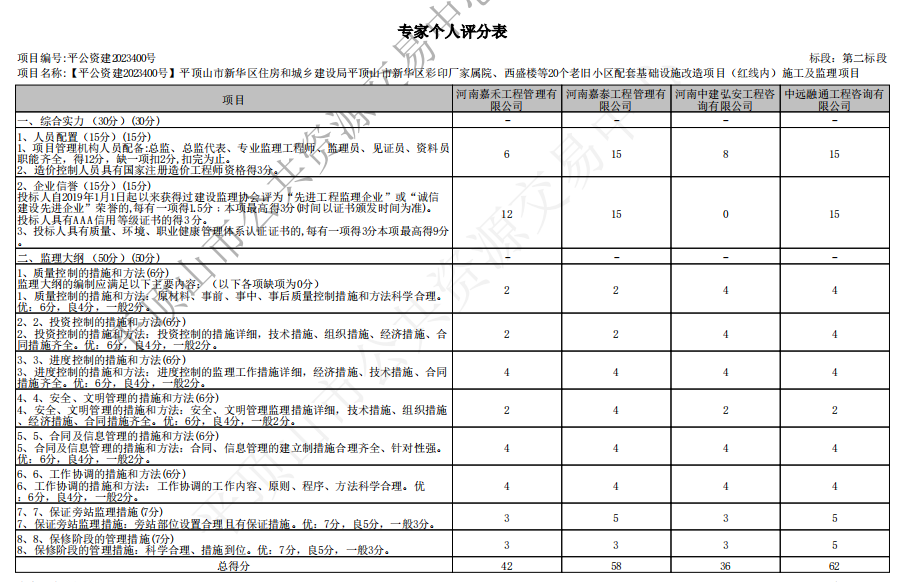 专家个人评分表
项目编号:平公资建2023400号 标段：第二标段
项目名称:【平公资建2023400号】平顶山市新华区住房和城乡建设局平顶山市新华区彩印厂家属院、西盛楼等20个老旧小区配套基础设施改造项目（红线内）施工及监理项目
项目 河南嘉禾工程管理有限公司 河南嘉泰工程管理有限公司 河南中建弘安工程咨询有限公司 中远融通工程咨询有限公司
一、综合实力（30分）(30分) - - - -
1、人员配置（15分）(15分)
1、项目管理机构人员配备:总监、总监代表、专业监理工程师、监理员、见证员、资料员
职能齐全，得12分，缺一项扣2分,扣完为止。
2、造价控制人员具有国家注册造价工程师资格得3分。
6 15 8 15
2、企业信誉（15分）(15分)
投标人自2019年1月1日起以来获得过建设监理协会评为“先进工程监理企业”或“诚信
建设先进企业”荣誉的,每有一项得1.5分；本项最高得3分(时间以证书颁发时间为准)。
投标人具有AAA信用等级证书的得３分。
3、投标人具有质量、环境、职业健康管理体系认证证书的,每有一项得3分本项最高得9分
。
12 15 0 15
二、监理大纲（50分）(50分) - - - -
1、质量控制的措施和方法(6分)
监理大纲的编制应满足以下主要内容：（以下各项缺项为0分）
1、质量控制的措施和方法：原材料、事前、事中、事后质量控制措施和方法科学合理。
优：6分，良4分，一般2分。
2 2 4 4
2、2、投资控制的措施和方法(6分)
2、投资控制的措施和方法：投资控制的措施详细，技术措施、组织措施、经济措施、合
同措施齐全。优：6分，良4分，一般2分。
2 2 4 4
3、3、进度控制的措施和方法(6分)
3、进度控制的措施和方法：进度控制的监理工作措施详细，经济措施、技术措施、合同
措施齐全。优：6分，良4分，一般2分。
4 4 4 4
4、4、安全、文明管理的措施和方法(6分)
4、安全、文明管理的措施和方法：安全、文明管理监理措施详细，技术措施、组织措施
、经济措施、合同措施齐全。优：6分，良4分，一般2分。
2 4 2 2
5、5、合同及信息管理的措施和方法(6分)
5、合同及信息管理的措施和方法：合同、信息管理的建立制措施合理齐全、针对性强。
优：6分，良4分，一般2分。
4 4 4 4
6、6、工作协调的措施和方法(6分)
6、工作协调的措施和方法：工作协调的工作内容、原则、程序、方法科学合理。优
：6分，良4分，一般2分。
4 4 4 4
7、7、保证旁站监理措施(7分)
7、保证旁站监理措施：旁站部位设置合理且有保证措施。优：7分，良5分，一般3分。
3 5 3 5
8、8、保修阶段的管理措施(7分)
8、保修阶段的管理措施：科学合理、措施到位。优：7分，良5分，一般3分。
3 3 3 5
总得分 42 58 36 62
平顶山市公共资源交易中心
平顶山市公共资源交易中